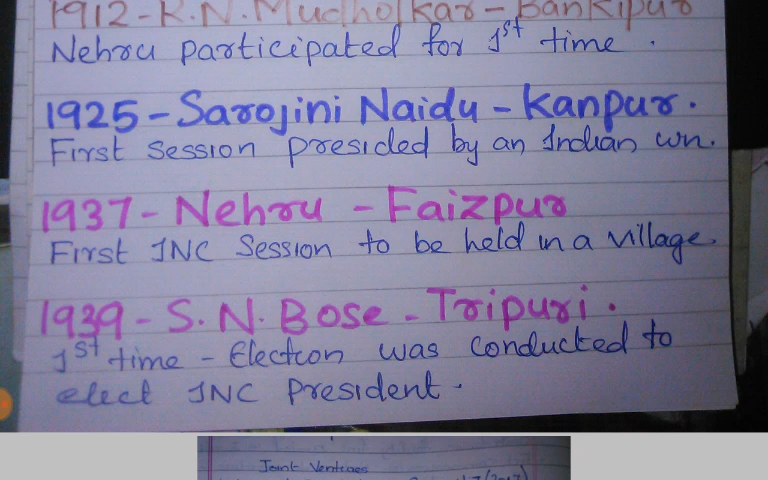 1912-R.N.Mudholkar-Bankipur
Nehru participated for 1st time.
1925-Sarojini Naidu-Kanpur.
First Session presided by an Indian wn.
1937-Nehru-Faizpur
First INC Session to be held in a village.
1939-S.N.Bose-Tripuri.
1st time-Election was conducted to
elect INC president.
Joint Ventures